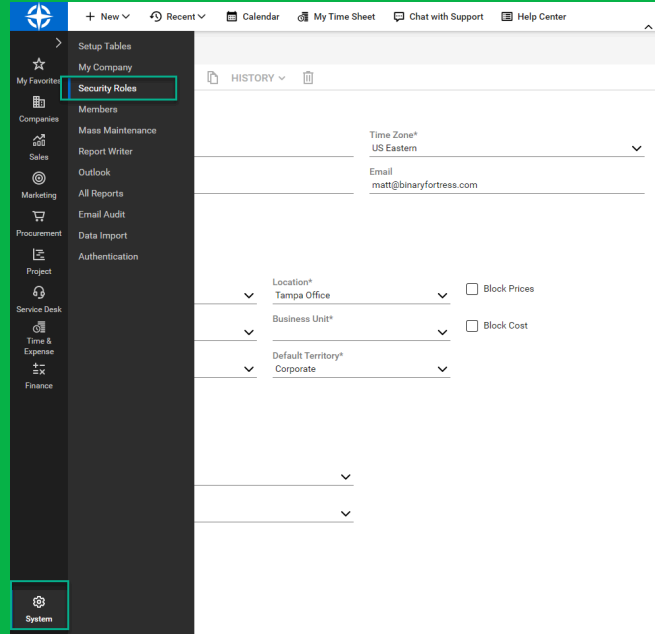 + New
Recent
Calendar
My Time Sheet
Chat with Support
Help Center
My Favorites
Companies
Sales
Marketing
Procurement
Project
Service Desk
Time &
Expense
Finance
System
Setup Tables
My Company
Security Roles
Members
Mass Maintenance
Report Writer
Outlook
All Reports
Email Audit
Data Import
Authentication
HISTORY
Time Zone*
US Eastern
Email
matt@binaryfortress.com
Location*
Tampa Office
Block Prices
Business Unit*
Block Cost
Default Territory*
Corporate